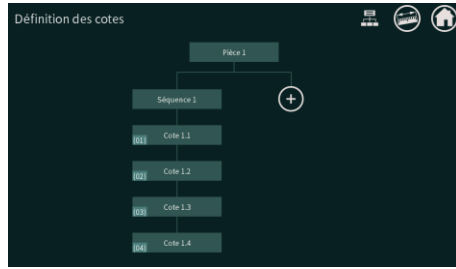 Définition des cotes
Pièce 1
Séquence 1
(01) Cote 1.1
(02) Cote 1.2
(03) Cote 1.3
(04) Cote 1.4